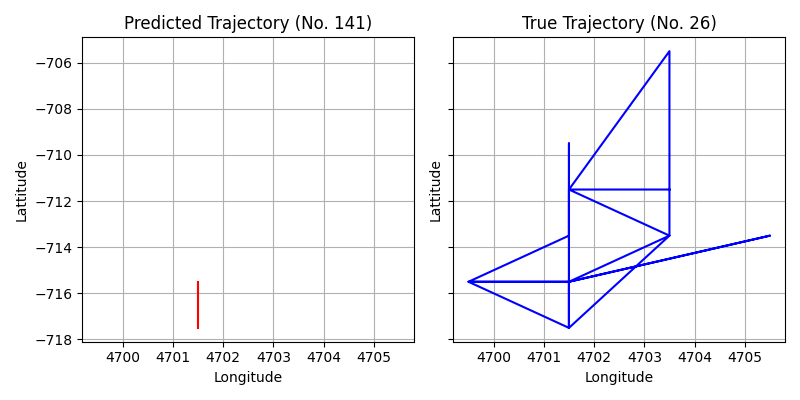 Predicted Trajectory (No. 141)
True Trajectory (No. 26)
−706
−708
−710
−712
−714
−716
−718
Lattitude
Lattitude
4700 4701 4702 4703 4704 4705
4700 4701 4702 4703 4704 4705
Longitude
Longitude